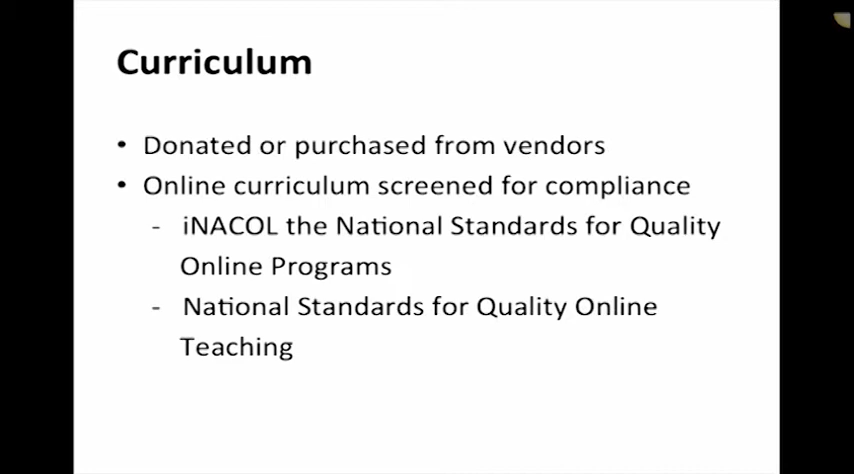 Curriculum
• Donated or purchased from vendors
• Online curriculum screened for compliance
- iNACOL the National Standards for Quality
Online Programs
- National Standards for Quality Online
Teaching